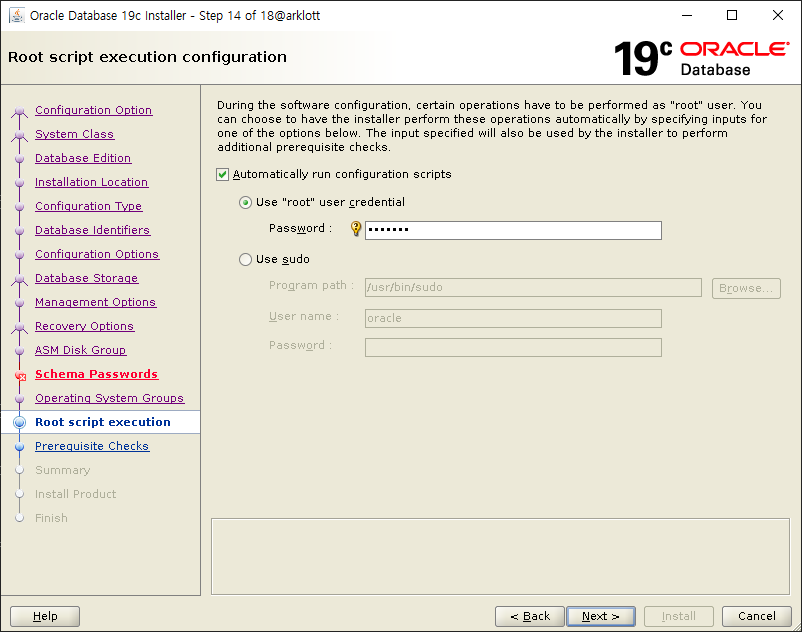 Oracle Database 19c Installer - Step 14 of 18@arklott
Root script execution configuration
19c ORACLE
Database
Configuration Option
System Class
Database Edition
Installation Location
Configuration Type
Database Identifiers
Configuration Options
Database Storage
Management Options
Recovery Options
ASM Disk Group
Schema Passwords
Operating System Groups
Root script execution
Prerequisite Checks
Summary
Install Product
Finish
During the software configuration, certain operations have to be performed as "root" user. You
can choose to have the installer perform these operations automatically by specifying inputs for
one of the options below. The input specified will also be used by the installer to perform
additional prerequisite checks.
Automatically run configuration scripts
Use "root" user credential
Password : •••••••
Use sudo
Program path : /usr/bin/sudo Browse...
User name : oracle
Password :
Help < Back Next > Install Cancel